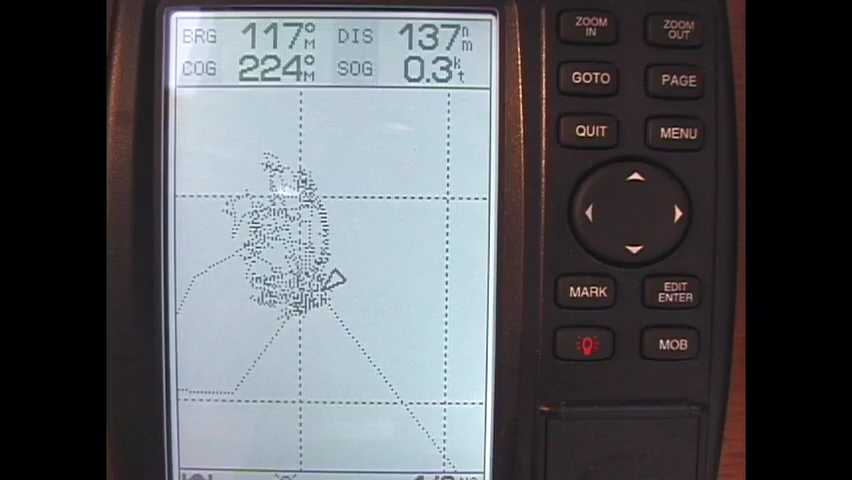 BRG 117°M DIS 137nm
COG 224°M SOG 0.3kt
ZOOM IN
ZOOM OUT
GOTO
PAGE
QUIT
MENU
MARK
EDIT ENTER
MOB